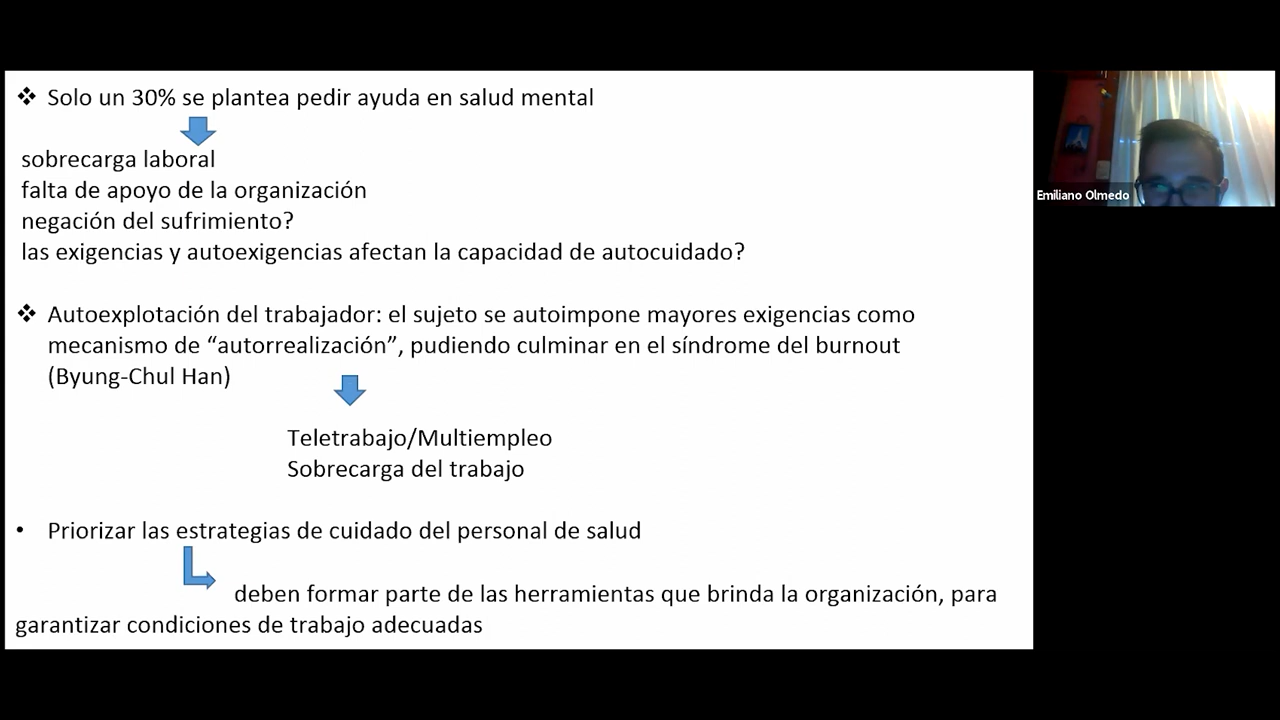 ❖ Solo un 30% se plantea pedir ayuda en salud mental
sobrecarga laboral
falta de apoyo de la organización
negación del sufrimiento?
las exigencias y autoexigencias afectan la capacidad de autocuidado?
❖ Autoexplotación del trabajador: el sujeto se autoimpone mayores exigencias como
mecanismo de “autorrealización”, pudiendo culminar en el síndrome del burnout
(Byung-Chul Han)
Teletrabajo/Multiempleo
Sobrecarga del trabajo
• Priorizar las estrategias de cuidado del personal de salud
deben formar parte de las herramientas que brinda la organización, para
garantizar condiciones de trabajo adecuadas
Emiliano Olmedo